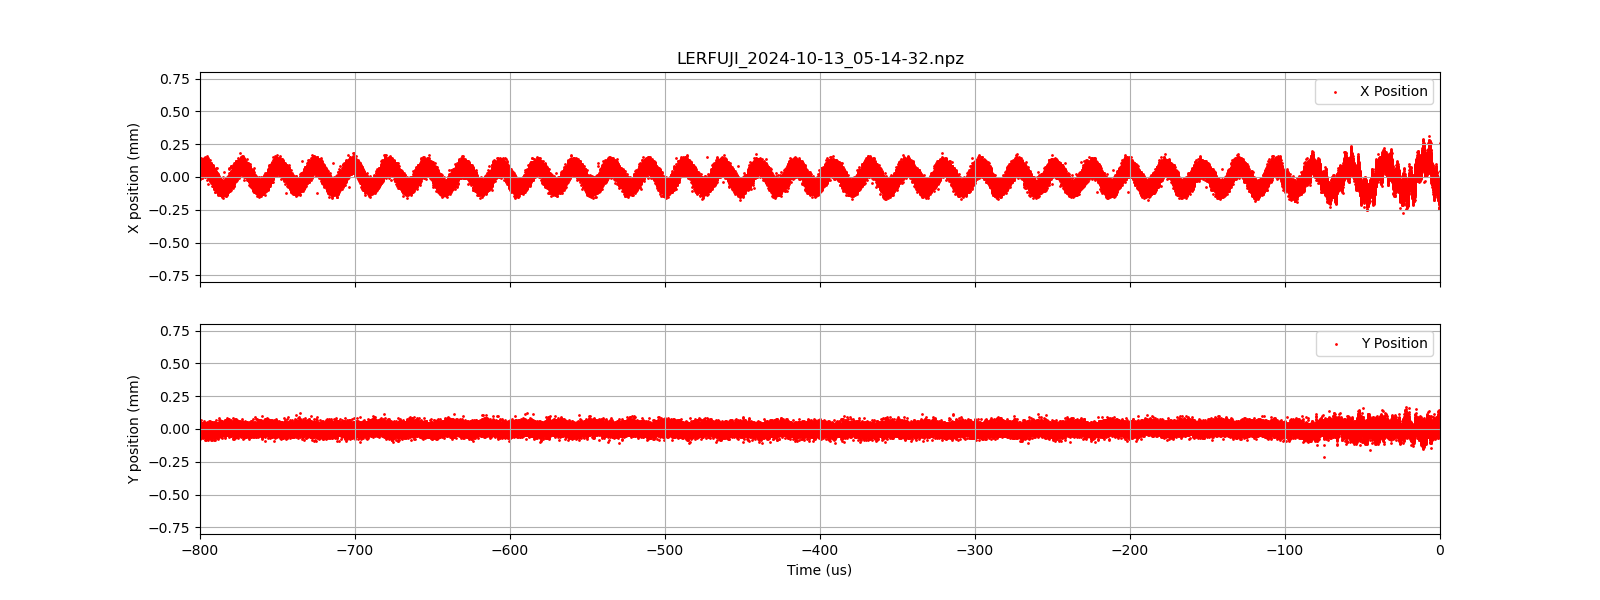 LERFUJI_2024-10-13_05-14-32.npz
X position (mm)
0.75
0.50
0.25
0.00
−0.25
−0.50
−0.75
X Position
Y position (mm)
0.75
0.50
0.25
0.00
−0.25
−0.50
−0.75
Y Position
−800 −700 −600 −500 −400 −300 −200 −100 0
Time (us)